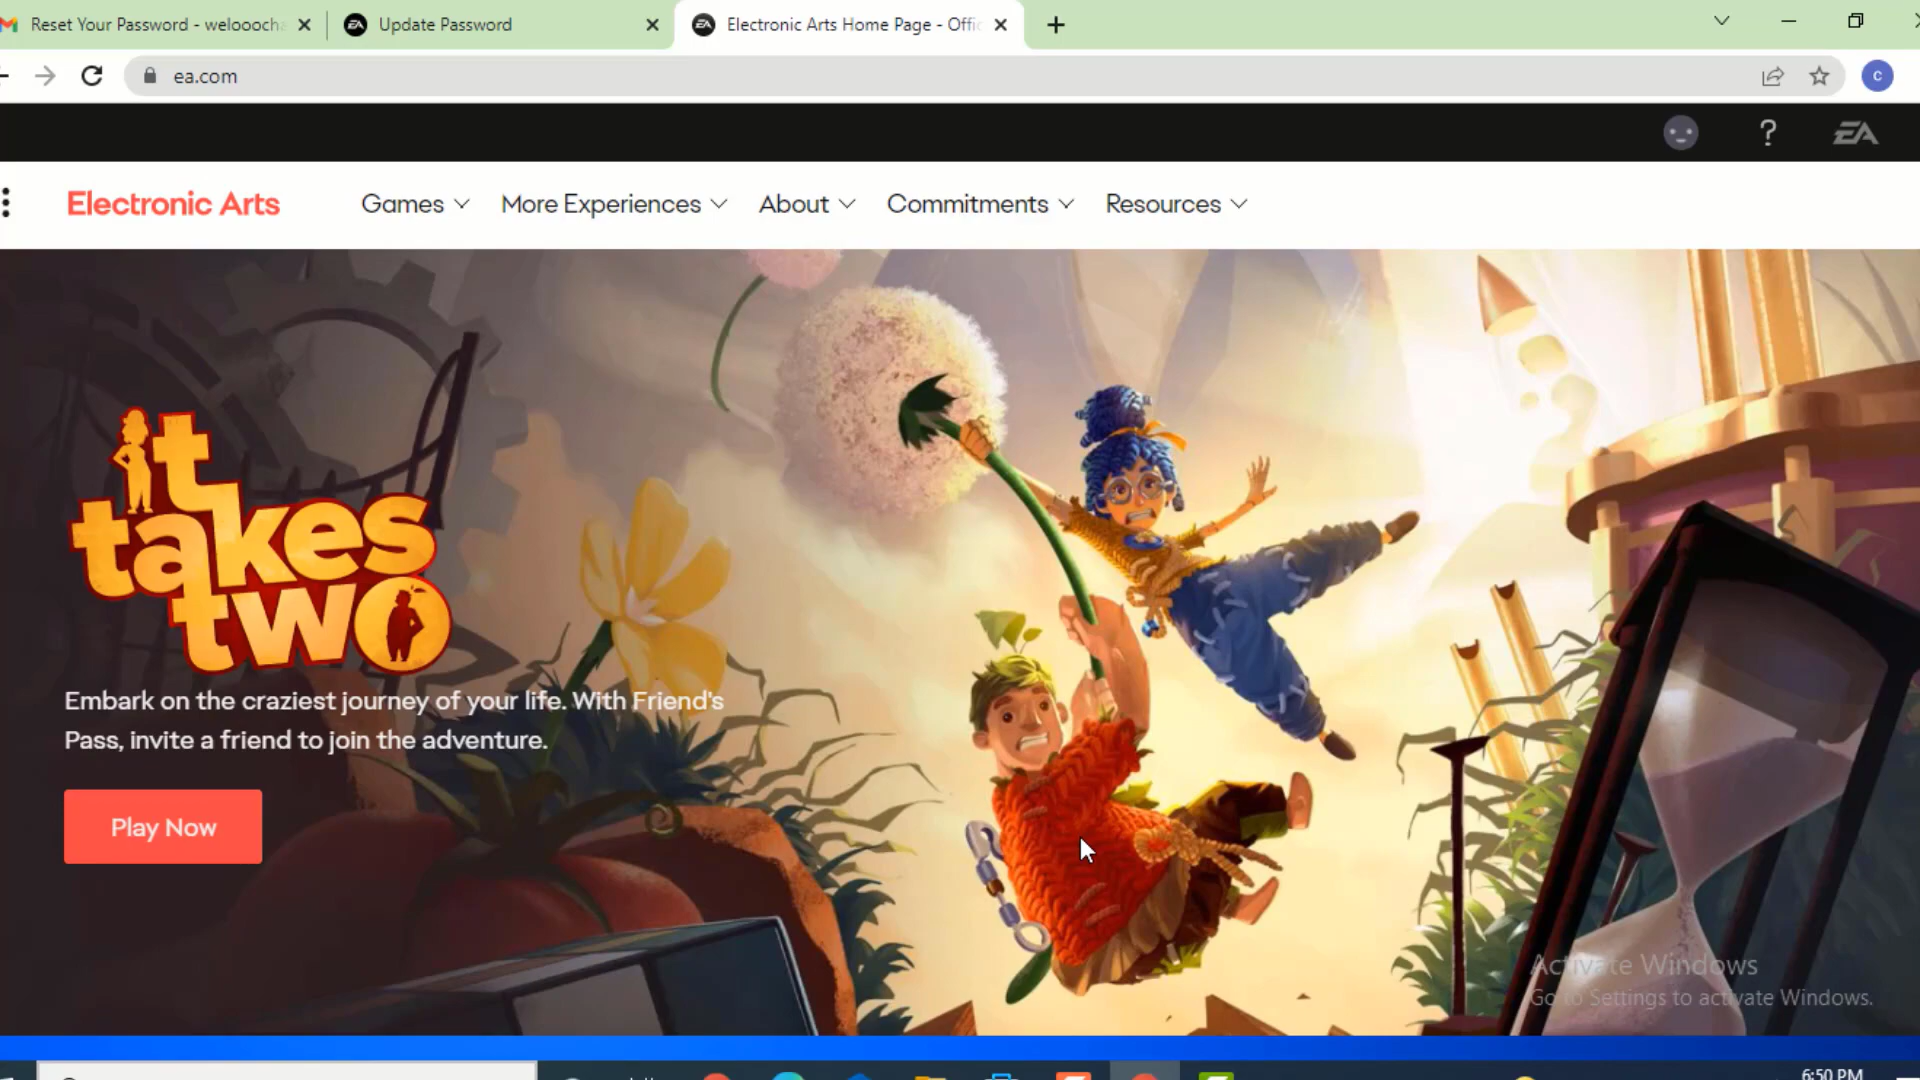 Reset Your Password - welooocha
Update Password
Electronic Arts Home Page - Offic
ea.com
C
?
EA
Electronic Arts
Games
More Experiences
About
Commitments
Resources
it
takes
two
Embark on the craziest journey of your life. With Friend's
Pass, invite a friend to join the adventure.
Play Now
Activate Windows
Go to Settings to activate Windows.
6:50 PM